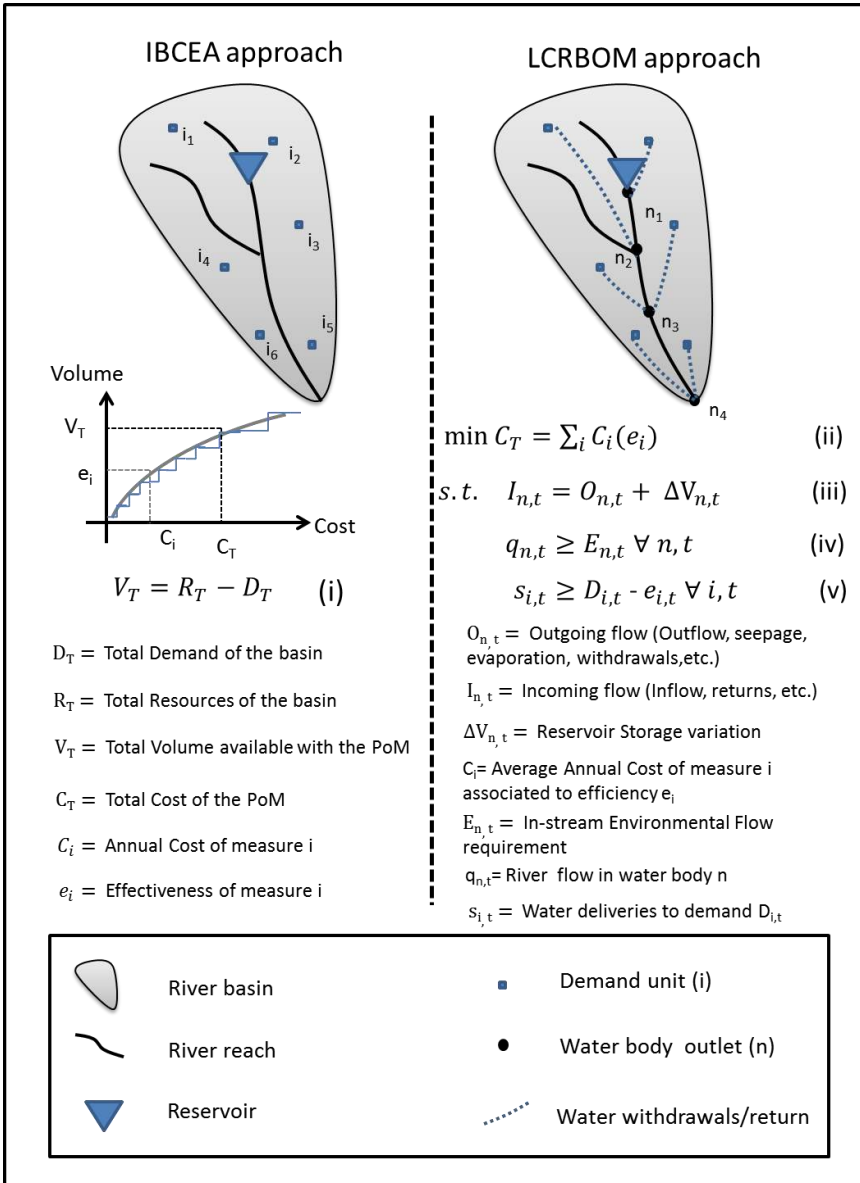 IBCEA approach
i1
i2
i3
i4
i5
i6
Volume
VT
ei
Ci
CT
Cost
VT = RT − DT (i)
DT = Total Demand of the basin
RT = Total Resources of the basin
VT = Total Volume available with the PoM
CT = Total Cost of the PoM
Ci = Annual Cost of measure i
ei = Effectiveness of measure i
LCRBOM approach
n1
n2
n3
n4
min CT = ∑i Ci(ei) (ii)
s.t. In,t = On,t + ΔVn,t (iii)
qn,t ≥ En,t ∀ n,t (iv)
si,t ≥ Di,t - ei,t ∀ i,t (v)
On,t = Outgoing flow (Outflow, seepage,
evaporation, withdrawals,etc.)
In,t = Incoming flow (Inflow, returns, etc.)
ΔVn,t = Reservoir Storage variation
Ci= Average Annual Cost of measure i
associated to efficiency ei
En,t = In-stream Environmental Flow
requirement
qn,t= River flow in water body n
si,t = Water deliveries to demand Di,t
River basin
River reach
Reservoir
Demand unit (i)
Water body outlet (n)
Water withdrawals/return